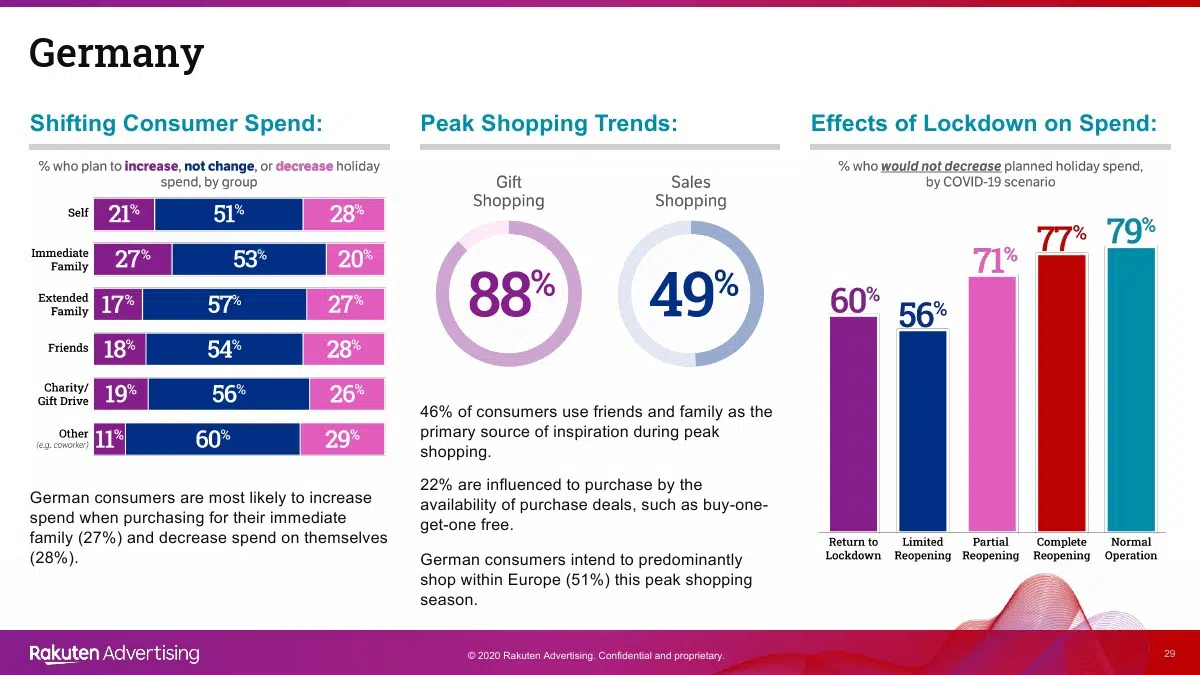 Germany
Shifting Consumer Spend:
% who plan to increase, not change, or decrease holiday
spend, by group
Self 21% 51% 28%
Immediate
Family
27% 53% 20%
Extended
Family
17% 57% 27%
Friends 18% 54% 28%
Charity/
Gift Drive
19% 56% 26%
Other
(e.g. coworker)
11% 60% 29%
German consumers are most likely to increase
spend when purchasing for their immediate
family (27%) and decrease spend on themselves
(28%).
Peak Shopping Trends:
Gift
Shopping
88%
Sales
Shopping
49%
46% of consumers use friends and family as the
primary source of inspiration during peak
shopping.
22% are influenced to purchase by the
availability of purchase deals, such as buy-one-
get-one free.
German consumers intend to predominantly
shop within Europe (51%) this peak shopping
season.
Effects of Lockdown on Spend:
% who would not decrease planned holiday spend,
by COVID-19 scenario
60% 56% 71% 77% 79%
Return to
Lockdown
Limited
Reopening
Partial
Reopening
Complete
Reopening
Normal
Operation
Rakuten Advertising
© 2020 Rakuten Advertising. Confidential and proprietary.
29